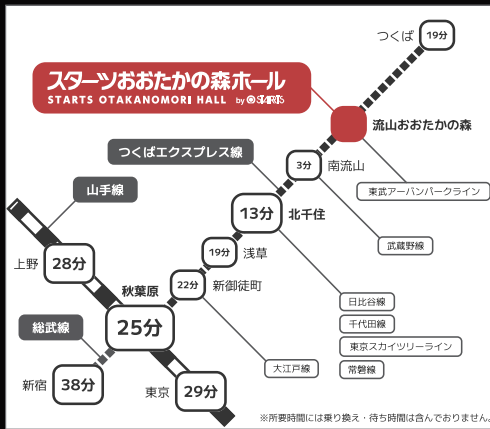 つくば
19分
スターツおおたかの森ホール
STARTS OTAKANOMORI HALL by STARTS
流山おおたかの森
つくばエクスプレス線
3分
南流山
東武アーバンパークライン
山手線
13分
北千住
武蔵野線
上野
28分
19分
浅草
秋葉原
22分
新御徒町
日比谷線
25分
千代田線
総武線
東京スカイツリーライン
大江戸線
常磐線
新宿
38分
東京
29分
※所要時間には乗り換え・待ち時間は含んでおりません。